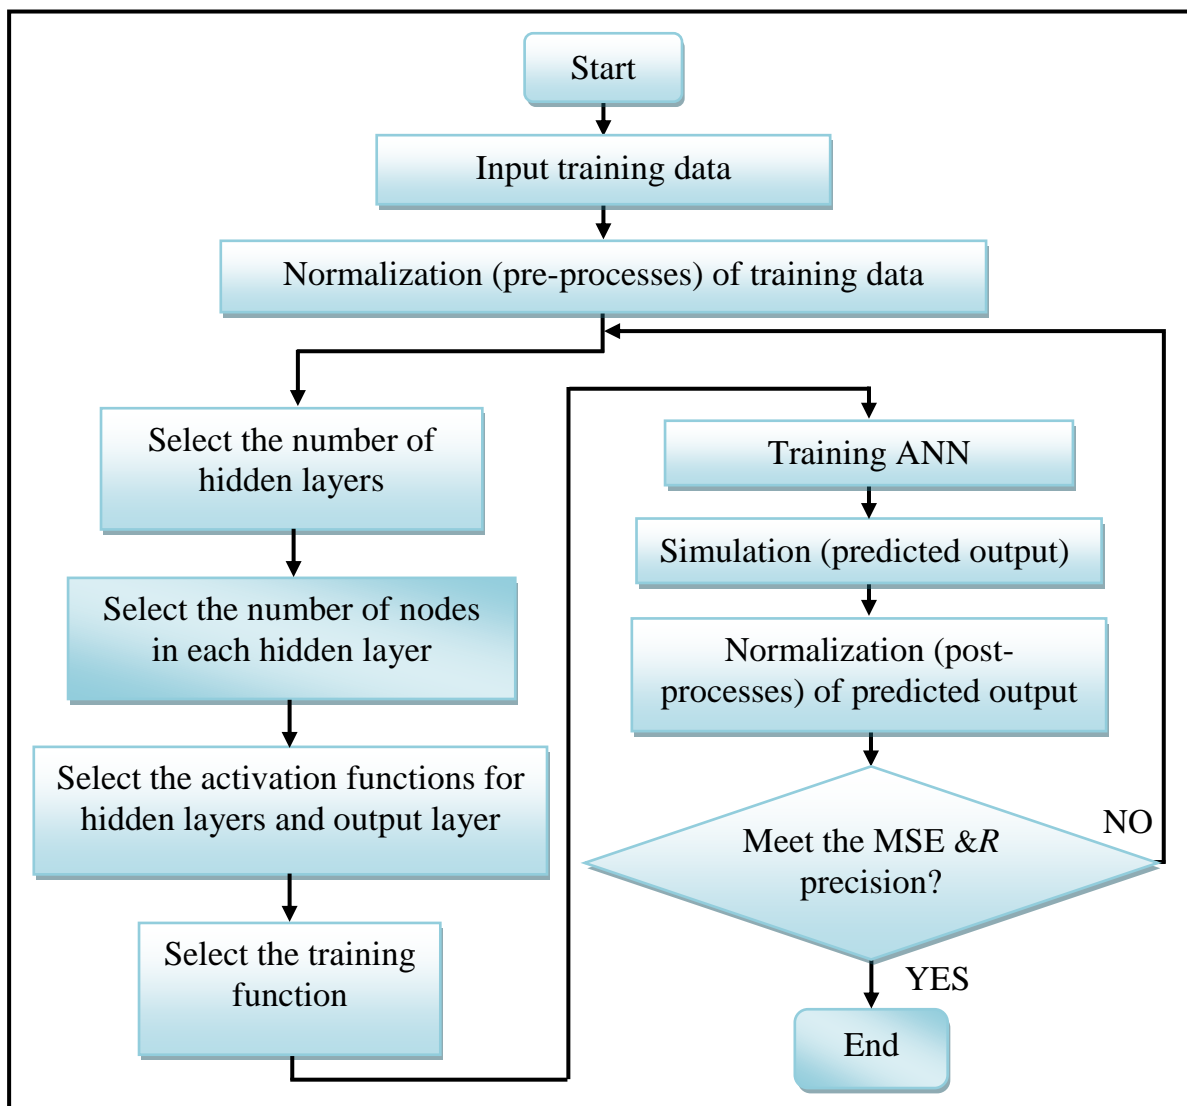 Start
Input training data
Normalization (pre-processes) of training data
Select the number of
hidden layers
Select the number of nodes
in each hidden layer
Select the activation functions for
hidden layers and output layer
Select the training
function
Training ANN
Simulation (predicted output)
Normalization (post-
processes) of predicted output
Meet the MSE &R
precision?
NO
YES
End